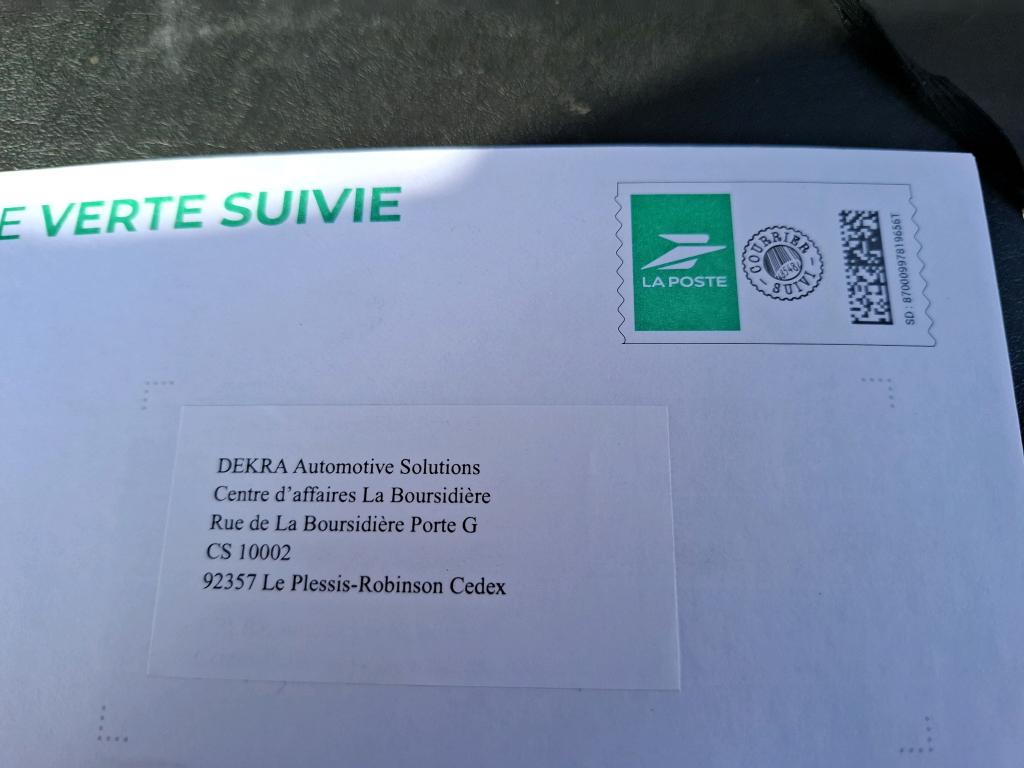 E VERTE SUIVIE
LA POSTE
COURRIER
SUIVI
SD : 87000997819656T
DEKRA Automotive Solutions
Centre d’affaires La Boursidière
Rue de La Boursidière Porte G
CS 10002
92357 Le Plessis-Robinson Cedex